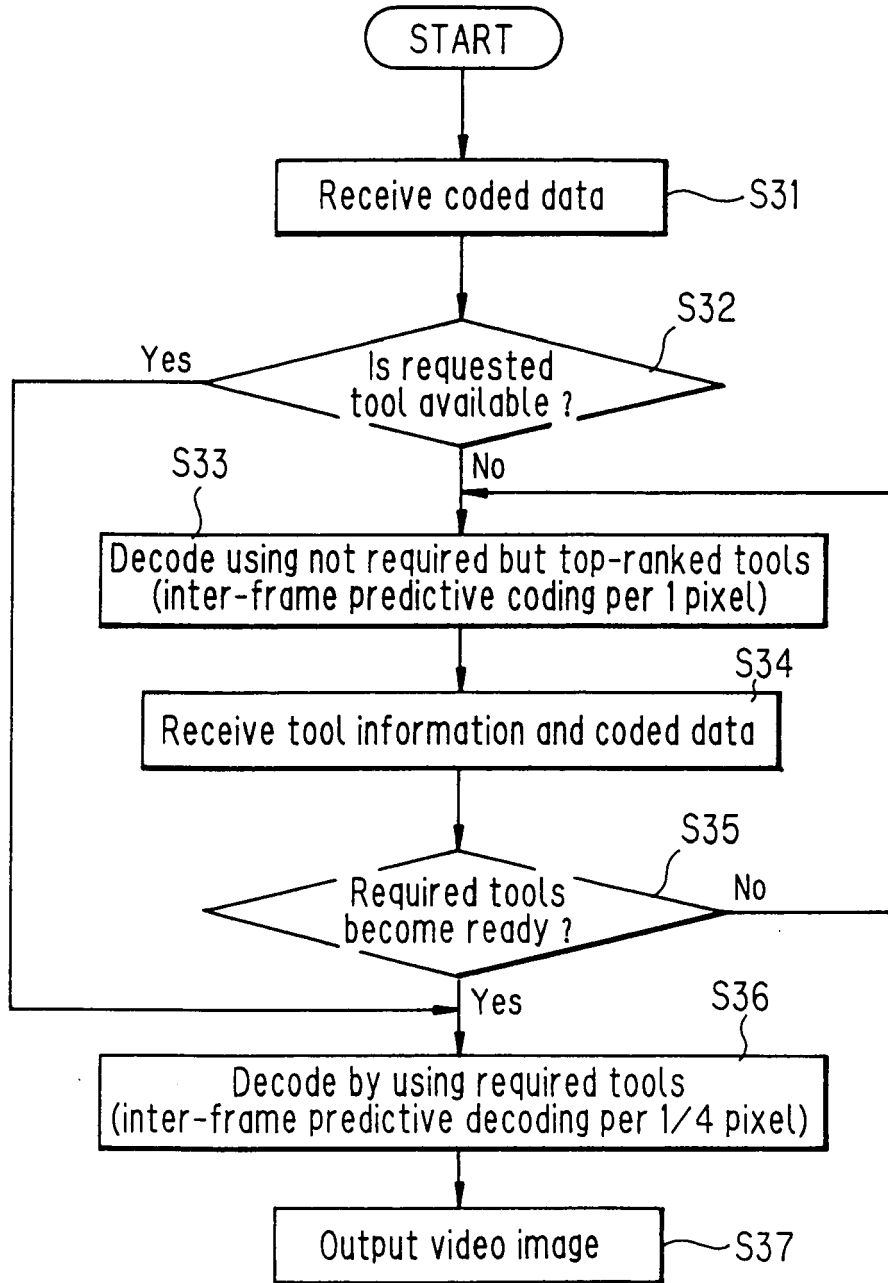 START
Receive coded data
S31
S32
Yes
Is requested
tool available ?
No
S33
Decode using not required but top-ranked tools
(inter-frame predictive coding per 1 pixel)
S34
Receive tool information and coded data
S35
Required tools
become ready ?
No
Yes
S36
Decode by using required tools
(inter-frame predictive decoding per 1/4 pixel)
Output video image
S37